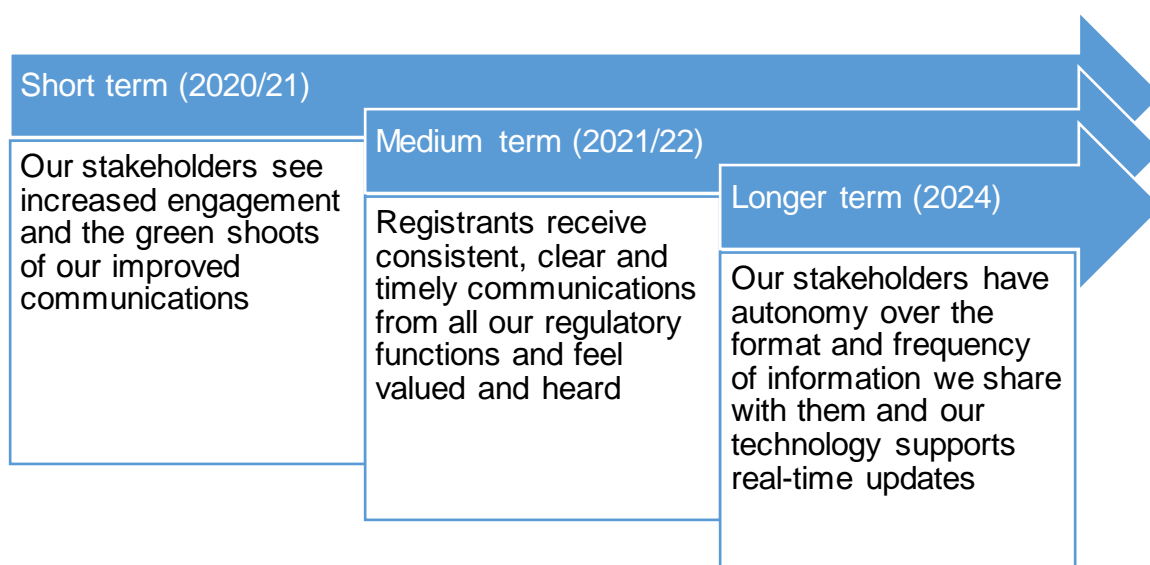 Short term (2020/21)
Our stakeholders see
increased engagement
and the green shoots
of our improved
communications
Medium term (2021/22)
Registrants receive
consistent, clear and
timely communications
from all our regulatory
functions and feel
valued and heard
Longer term (2024)
Our stakeholders have
autonomy over the
format and frequency
of information we share
with them and our
technology supports
real-time updates